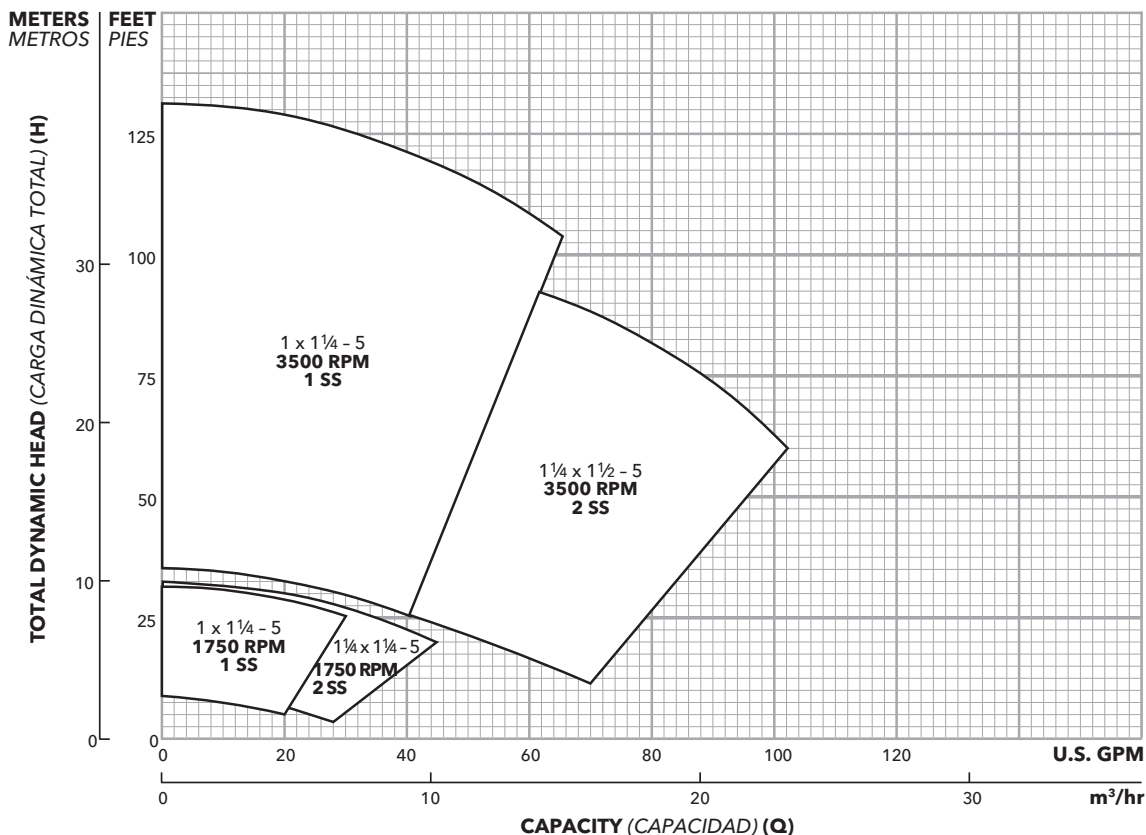 METERS FEET
METROS PIES
TOTAL DYNAMIC HEAD (CARGA DINÁMICA TOTAL) (H)
125
100
75
50
25
0
30
20
10
0
1 x 1¼ – 5
3500 RPM
1 SS
1¼ x 1½ – 5
3500 RPM
2 SS
1 x 1¼ – 5
1750 RPM
1 SS
1¼ x 1¼ – 5
1750 RPM
2 SS
0 20 40 60 80 100 120 U.S. GPM
0 10 20 30 m³/hr
CAPACITY (CAPACIDAD) (Q)